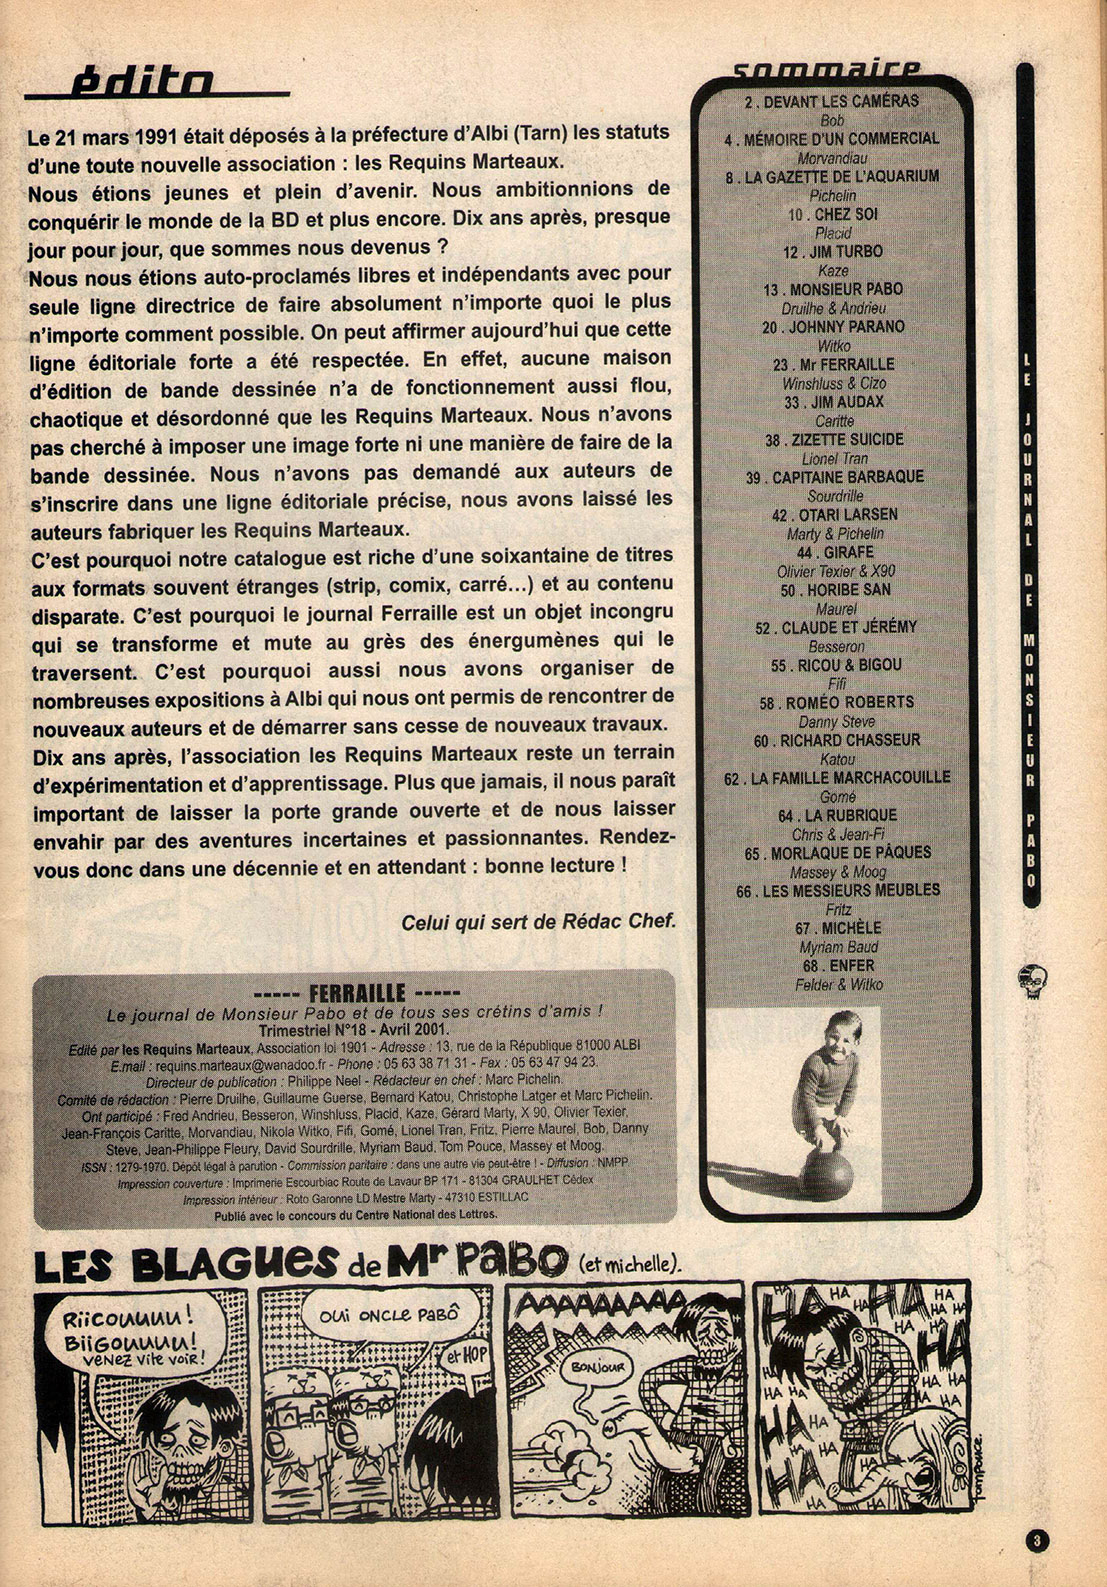 édito
Le 21 mars 1991 était déposés à la préfecture d'Albi (Tarn) les statuts
d'une toute nouvelle association : les Requins Marteaux.
Nous étions jeunes et plein d'avenir. Nous ambitionnions de
conquérir le monde de la BD et plus encore. Dix ans après, presque
jour pour jour, que sommes nous devenus ?
Nous nous étions auto-proclamés libres et indépendants avec pour
seule ligne directrice de faire absolument n'importe quoi le plus
n'importe comment possible. On peut affirmer aujourd'hui que cette
ligne éditoriale forte a été respectée. En effet, aucune maison
d'édition de bande dessinée n'a de fonctionnement aussi flou,
chaotique et désordonné que les Requins Marteaux. Nous n'avons
pas cherché à imposer une image forte ni une manière de faire de la
bande dessinée. Nous n'avons pas demandé aux auteurs de
s'inscrire dans une ligne éditoriale précise, nous avons laissé les
auteurs fabriquer les Requins Marteaux.
C'est pourquoi notre catalogue est riche d'une soixantaine de titres
aux formats souvent étranges (strip, comix, carré...) et au contenu
disparate. C'est pourquoi le journal Ferraille est un objet incongru
qui se transforme et mute au grès des énergumènes qui le
traversent. C'est pourquoi aussi nous avons organiser de
nombreuses expositions à Albi qui nous ont permis de rencontrer de
nouveaux auteurs et de démarrer sans cesse de nouveaux travaux.
Dix ans après, l'association les Requins Marteaux reste un terrain
d'expérimentation et d'apprentissage. Plus que jamais, il nous paraît
important de laisser la porte grande ouverte et de nous laisser
envahir par des aventures incertaines et passionnantes. Rendez-
vous donc dans une décennie et en attendant : bonne lecture !
Celui qui sert de Rédac Chef.
sommaire
2 . DEVANT LES CAMÉRAS
Bob
4 . MÉMOIRE D'UN COMMERCIAL
Morvandiau
8 . LA GAZETTE DE L'AQUARIUM
Pichelin
10 . CHEZ SOI
Placid
12 . JIM TURBO
Kaze
13 . MONSIEUR PABO
Druilhe & Andrieu
20 . JOHNNY PARANO
Witko
23 . Mr FERRAILLE
Winshluss & Cizo
33 . JIM AUDAX
Caritte
38 . ZIZETTE SUICIDE
Lionel Tran
39 . CAPITAINE BARBAQUE
Sourdrille
42 . OTARI LARSEN
Marty & Pichelin
44 . GIRAFE
Olivier Texier & X90
50 . HORIBE SAN
Maurel
52 . CLAUDE ET JÉRÉMY
Besseron
55 . RICOU & BIGOU
Fifi
58 . ROMÉO ROBERTS
Danny Steve
60 . RICHARD CHASSEUR
Katou
62 . LA FAMILLE MARCHACOUILLE
Gomé
64 . LA RUBRIQUE
Chris & Jean-Fi
65 . MORLAQUE DE PÂQUES
Massey & Moog
66 . LES MESSIEURS MEUBLES
Fritz
67 . MICHÈLE
Myriam Baud
68 . ENFER
Felder & Witko
LE JOURNAL DE MONSIEUR PABO
----- FERRAILLE -----
Le journal de Monsieur Pabo et de tous ses crétins d'amis !
Trimestriel N°18 - Avril 2001.
Edité par les Requins Marteaux, Association loi 1901 - Adresse : 13, rue de la République 81000 ALBI
E.mail : requins.marteaux@wanadoo.fr - Phone : 05 63 38 71 31 - Fax : 05 63 47 94 23.
Directeur de publication : Philippe Neel - Rédacteur en chef : Marc Pichelin.
Comité de rédaction : Pierre Druilhe, Guillaume Guerse, Bernard Katou, Christophe Latger et Marc Pichelin.
Ont participé : Fred Andrieu, Besseron, Winshluss, Placid, Kaze, Gérard Marty, X 90, Olivier Texier,
Jean-François Caritte, Morvandiau, Nikola Witko, Fifi, Gomé, Lionel Tran, Fritz, Pierre Maurel, Bob, Danny
Steve, Jean-Philippe Fleury, David Sourdrille, Myriam Baud, Tom Pouce, Massey et Moog.
ISSN : 1279-1970. Dépôt légal à parution - Commission paritaire : dans une autre vie peut-être ! - Diffusion : NMPP
Impression couverture : Imprimerie Escourbiac Route de Lavaur BP 171 - 81304 GRAULHET Cédex
Impression intérieur : Roto Garonne LD Mestre Marty - 47310 ESTILLAC
Publié avec le concours du Centre National des Lettres.
LES BLAGUES de Mr PABO (et michelle).
RiiCOUUUU !
BiiGOUUUU !
VENEZ VITE VOIR !
OUI ONCLE PABÔ
et HOP
AAAAAAAAAA
BONJOUR
HA HA HA HA HA
HA HA HA HA
HA HA HA HA
HA HA HA
HA HA HA
HA HA
TOM POUCE.
3